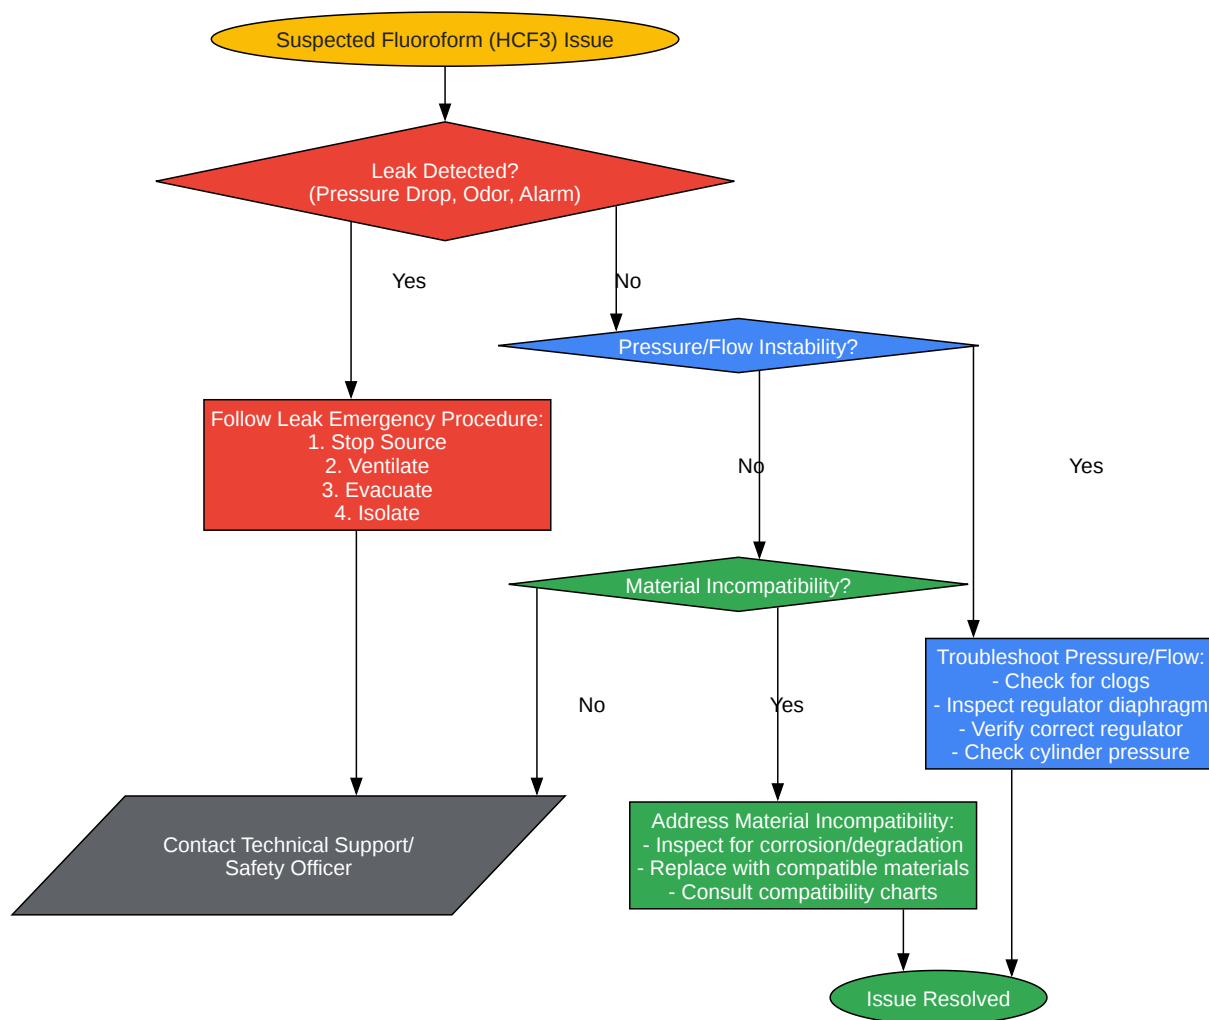 Suspected Fluoroform (HCF3) Issue
Leak Detected?
(Pressure Drop, Odor, Alarm)
Yes
No
Pressure/Flow Instability?
Follow Leak Emergency Procedure:
1. Stop Source
2. Ventilate
3. Evacuate
4. Isolate
No
Yes
Material Incompatibility?
Troubleshoot Pressure/Flow:
- Check for clogs
- Inspect regulator diaphragm
- Verify correct regulator
- Check cylinder pressure
No
Yes
Contact Technical Support/
Safety Officer
Address Material Incompatibility:
- Inspect for corrosion/degradation
- Replace with compatible materials
- Consult compatibility charts
Issue Resolved